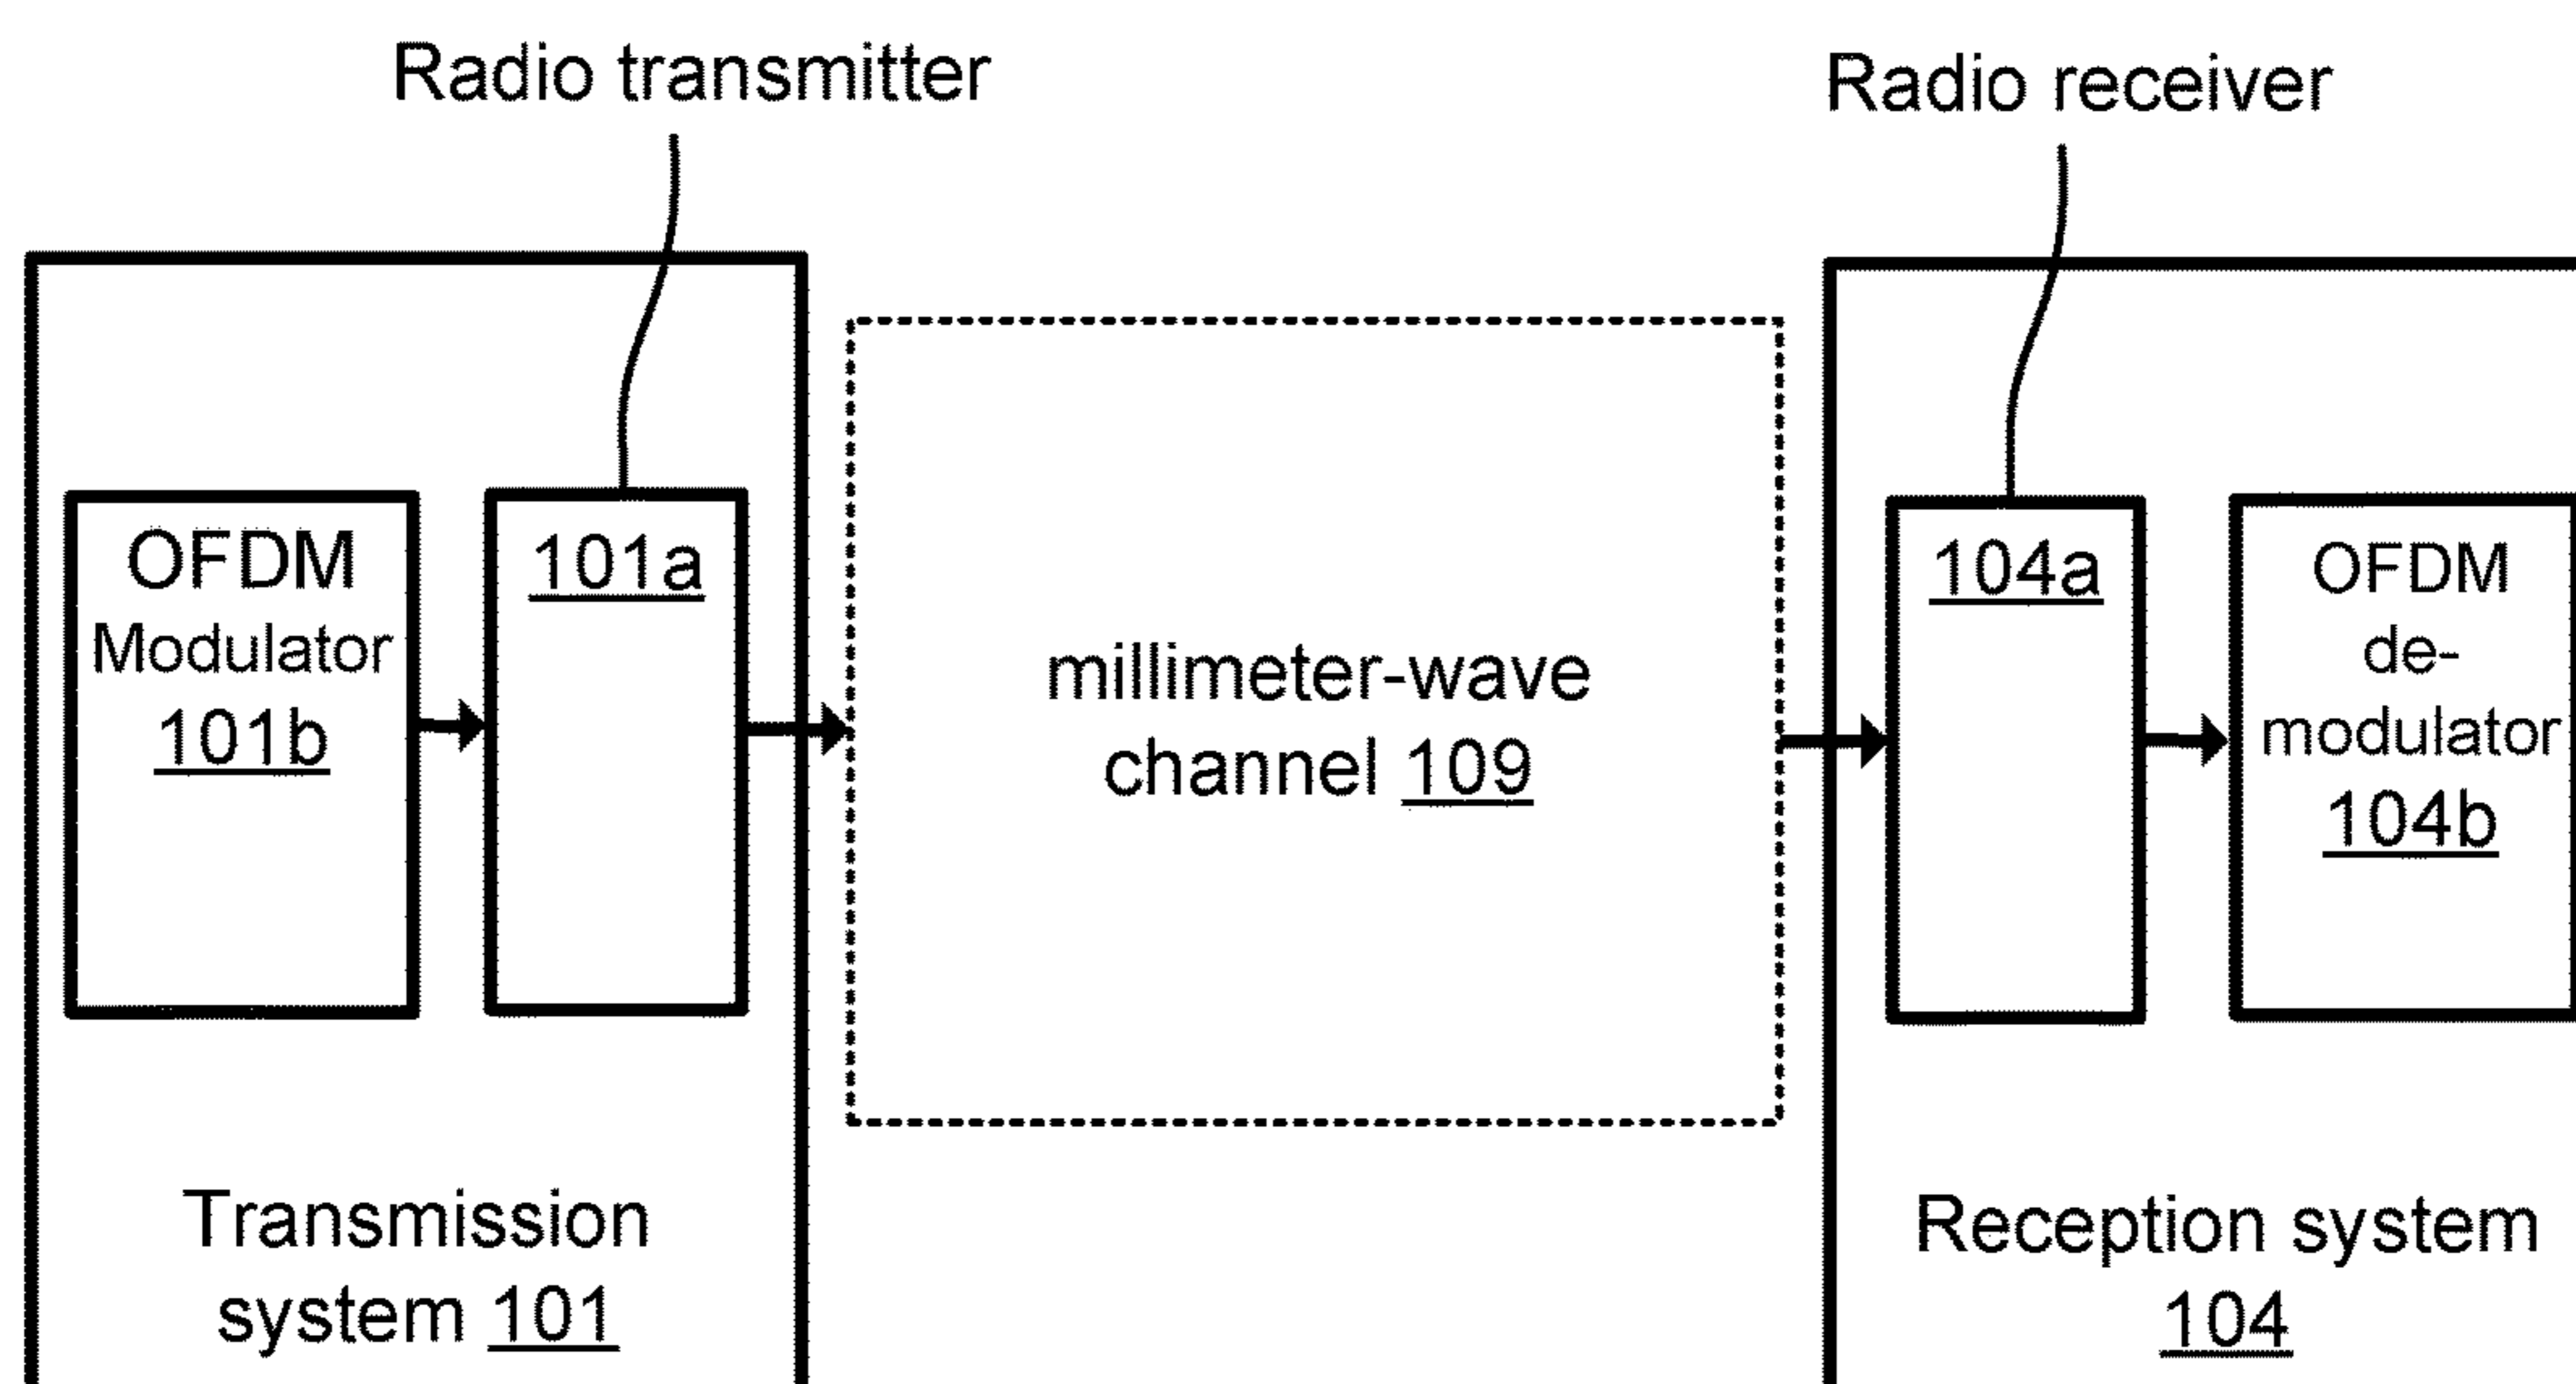 Radio transmitter
Radio receiver
OFDM
Modulator
101b
101a
millimeter-wave
channel 109
104a
OFDM
de-
modulator
104b
Transmission
system 101
Reception system
104